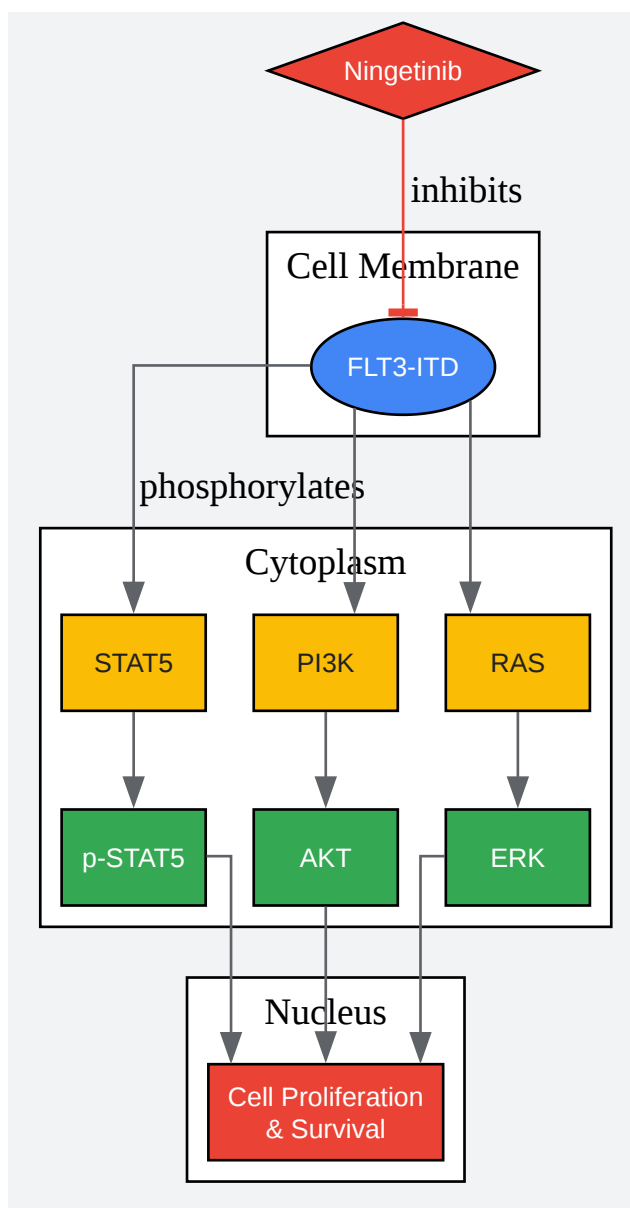 Ningetinib
inhibits
Cell Membrane
FLT3-ITD
phosphorylates
Cytoplasm
STAT5
PI3K
RAS
p-STAT5
AKT
ERK
Nucleus
Cell Proliferation
& Survival